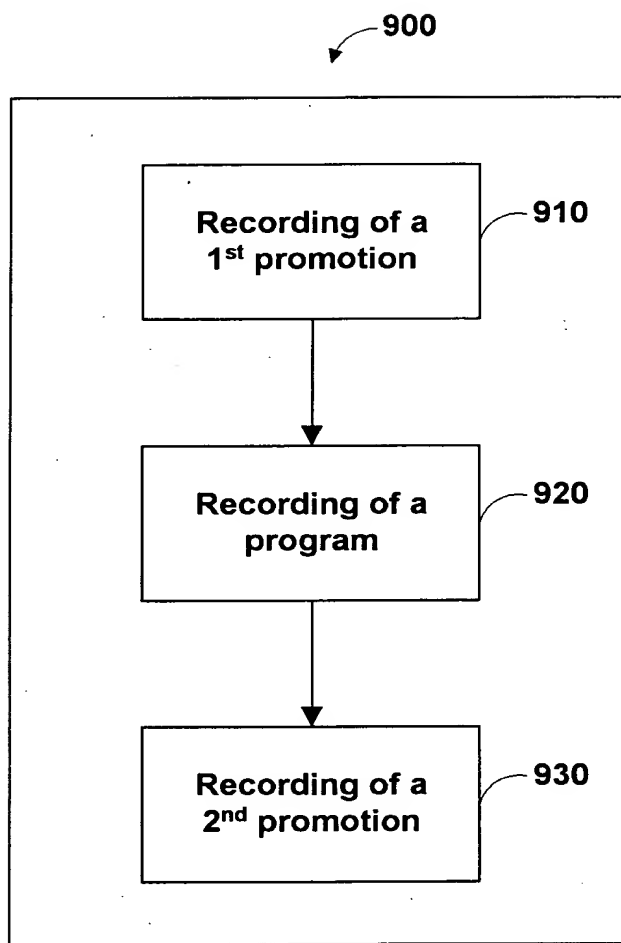 900
Recording of a
1st promotion
910
Recording of a
program
920
Recording of a
2nd promotion
930